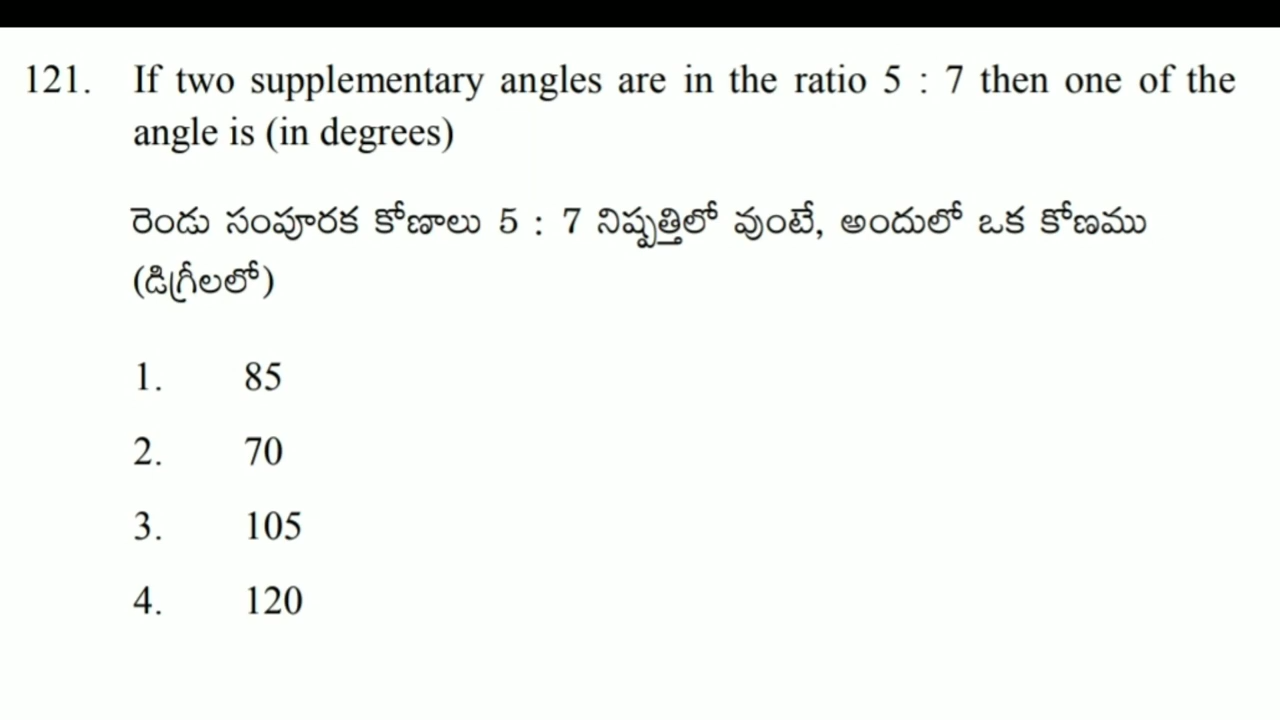 121. If two supplementary angles are in the ratio 5 : 7 then one of the
angle is (in degrees)
రెండు సంపూరక కోణాలు 5 : 7 నిష్పత్తిలో వుంటే, అందులో ఒక కోణము
(డిగ్రీలలో)
1. 85
2. 70
3. 105
4. 120